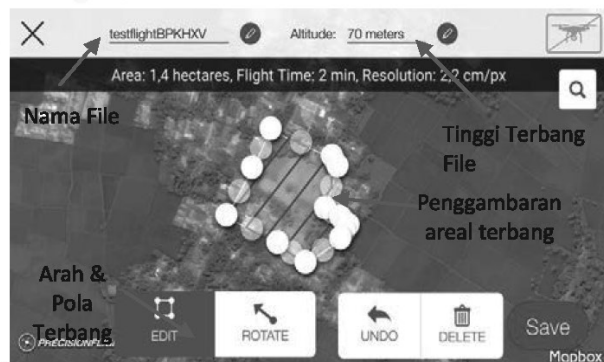 testflightBPKHXV
Altitude: 70 meters
Area: 1,4 hectares, Flight Time: 2 min, Resolution: 2,2 cm/px
Nama File
Tinggi Terbang
File
Penggambaran
areal terbang
Arah &
Pola
Terbang
EDIT
ROTATE
UNDO
DELETE
Save
Mapbox